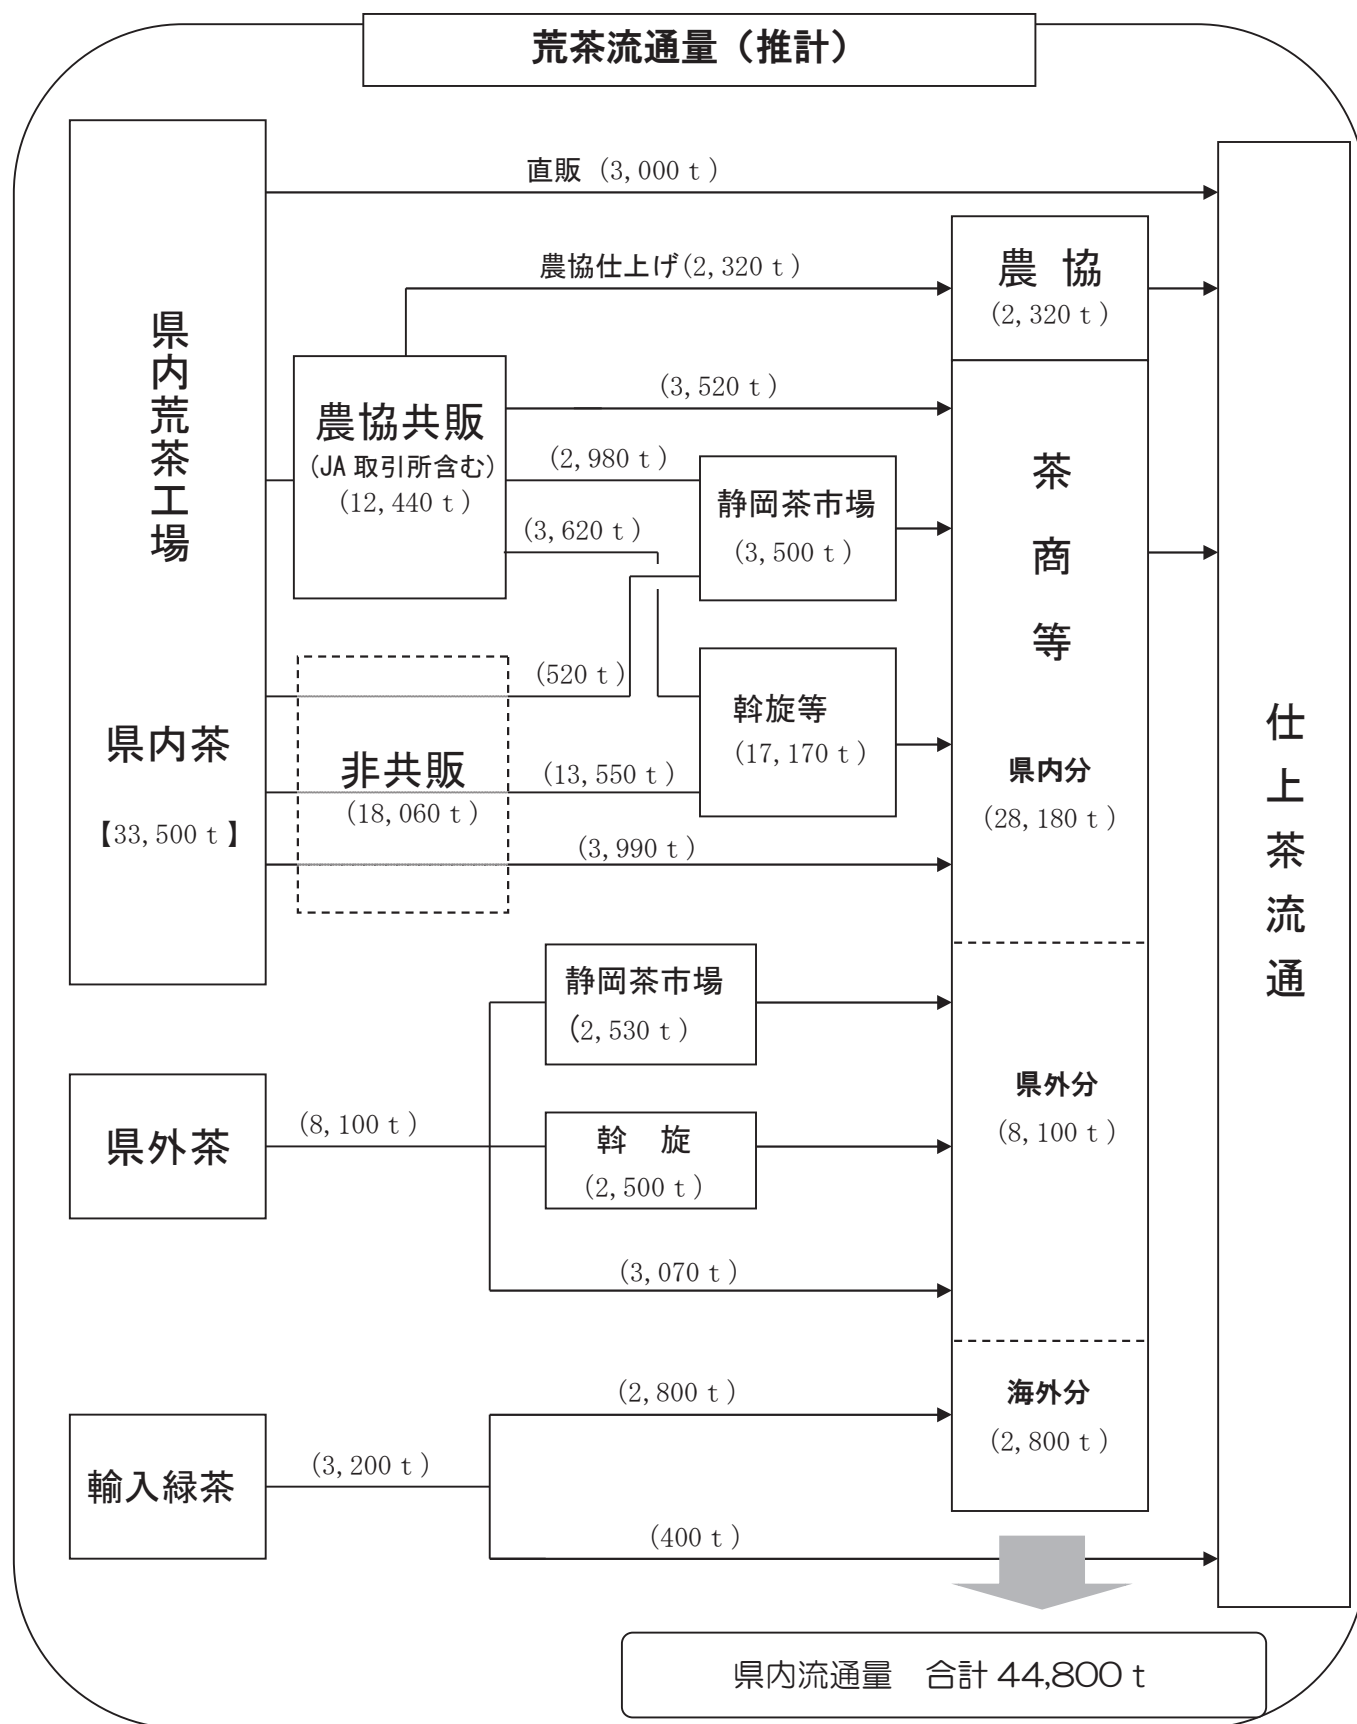 荒茶流通量（推計）
直販 (3,000ｔ)
農協仕上げ(2,320ｔ)
農 協
(2,320ｔ)
県内荒茶工場
県内茶
【33,500ｔ】
農協共販
(JA 取引所含む)
(12,440ｔ)
(3,520ｔ)
(2,980ｔ)
(3,620ｔ)
静岡茶市場
(3,500ｔ)
茶商等
(520ｔ)
非共販
(18,060ｔ)
斡旋等
(17,170ｔ)
(13,550ｔ)
(3,990ｔ)
県内分
(28,180ｔ)
仕上茶流通
静岡茶市場
(2,530ｔ)
県外茶
(8,100ｔ)
斡 旋
(2,500ｔ)
県外分
(8,100ｔ)
(3,070ｔ)
輸入緑茶
(3,200ｔ)
(2,800ｔ)
海外分
(2,800ｔ)
(400ｔ)
県内流通量　合計 44,800ｔ